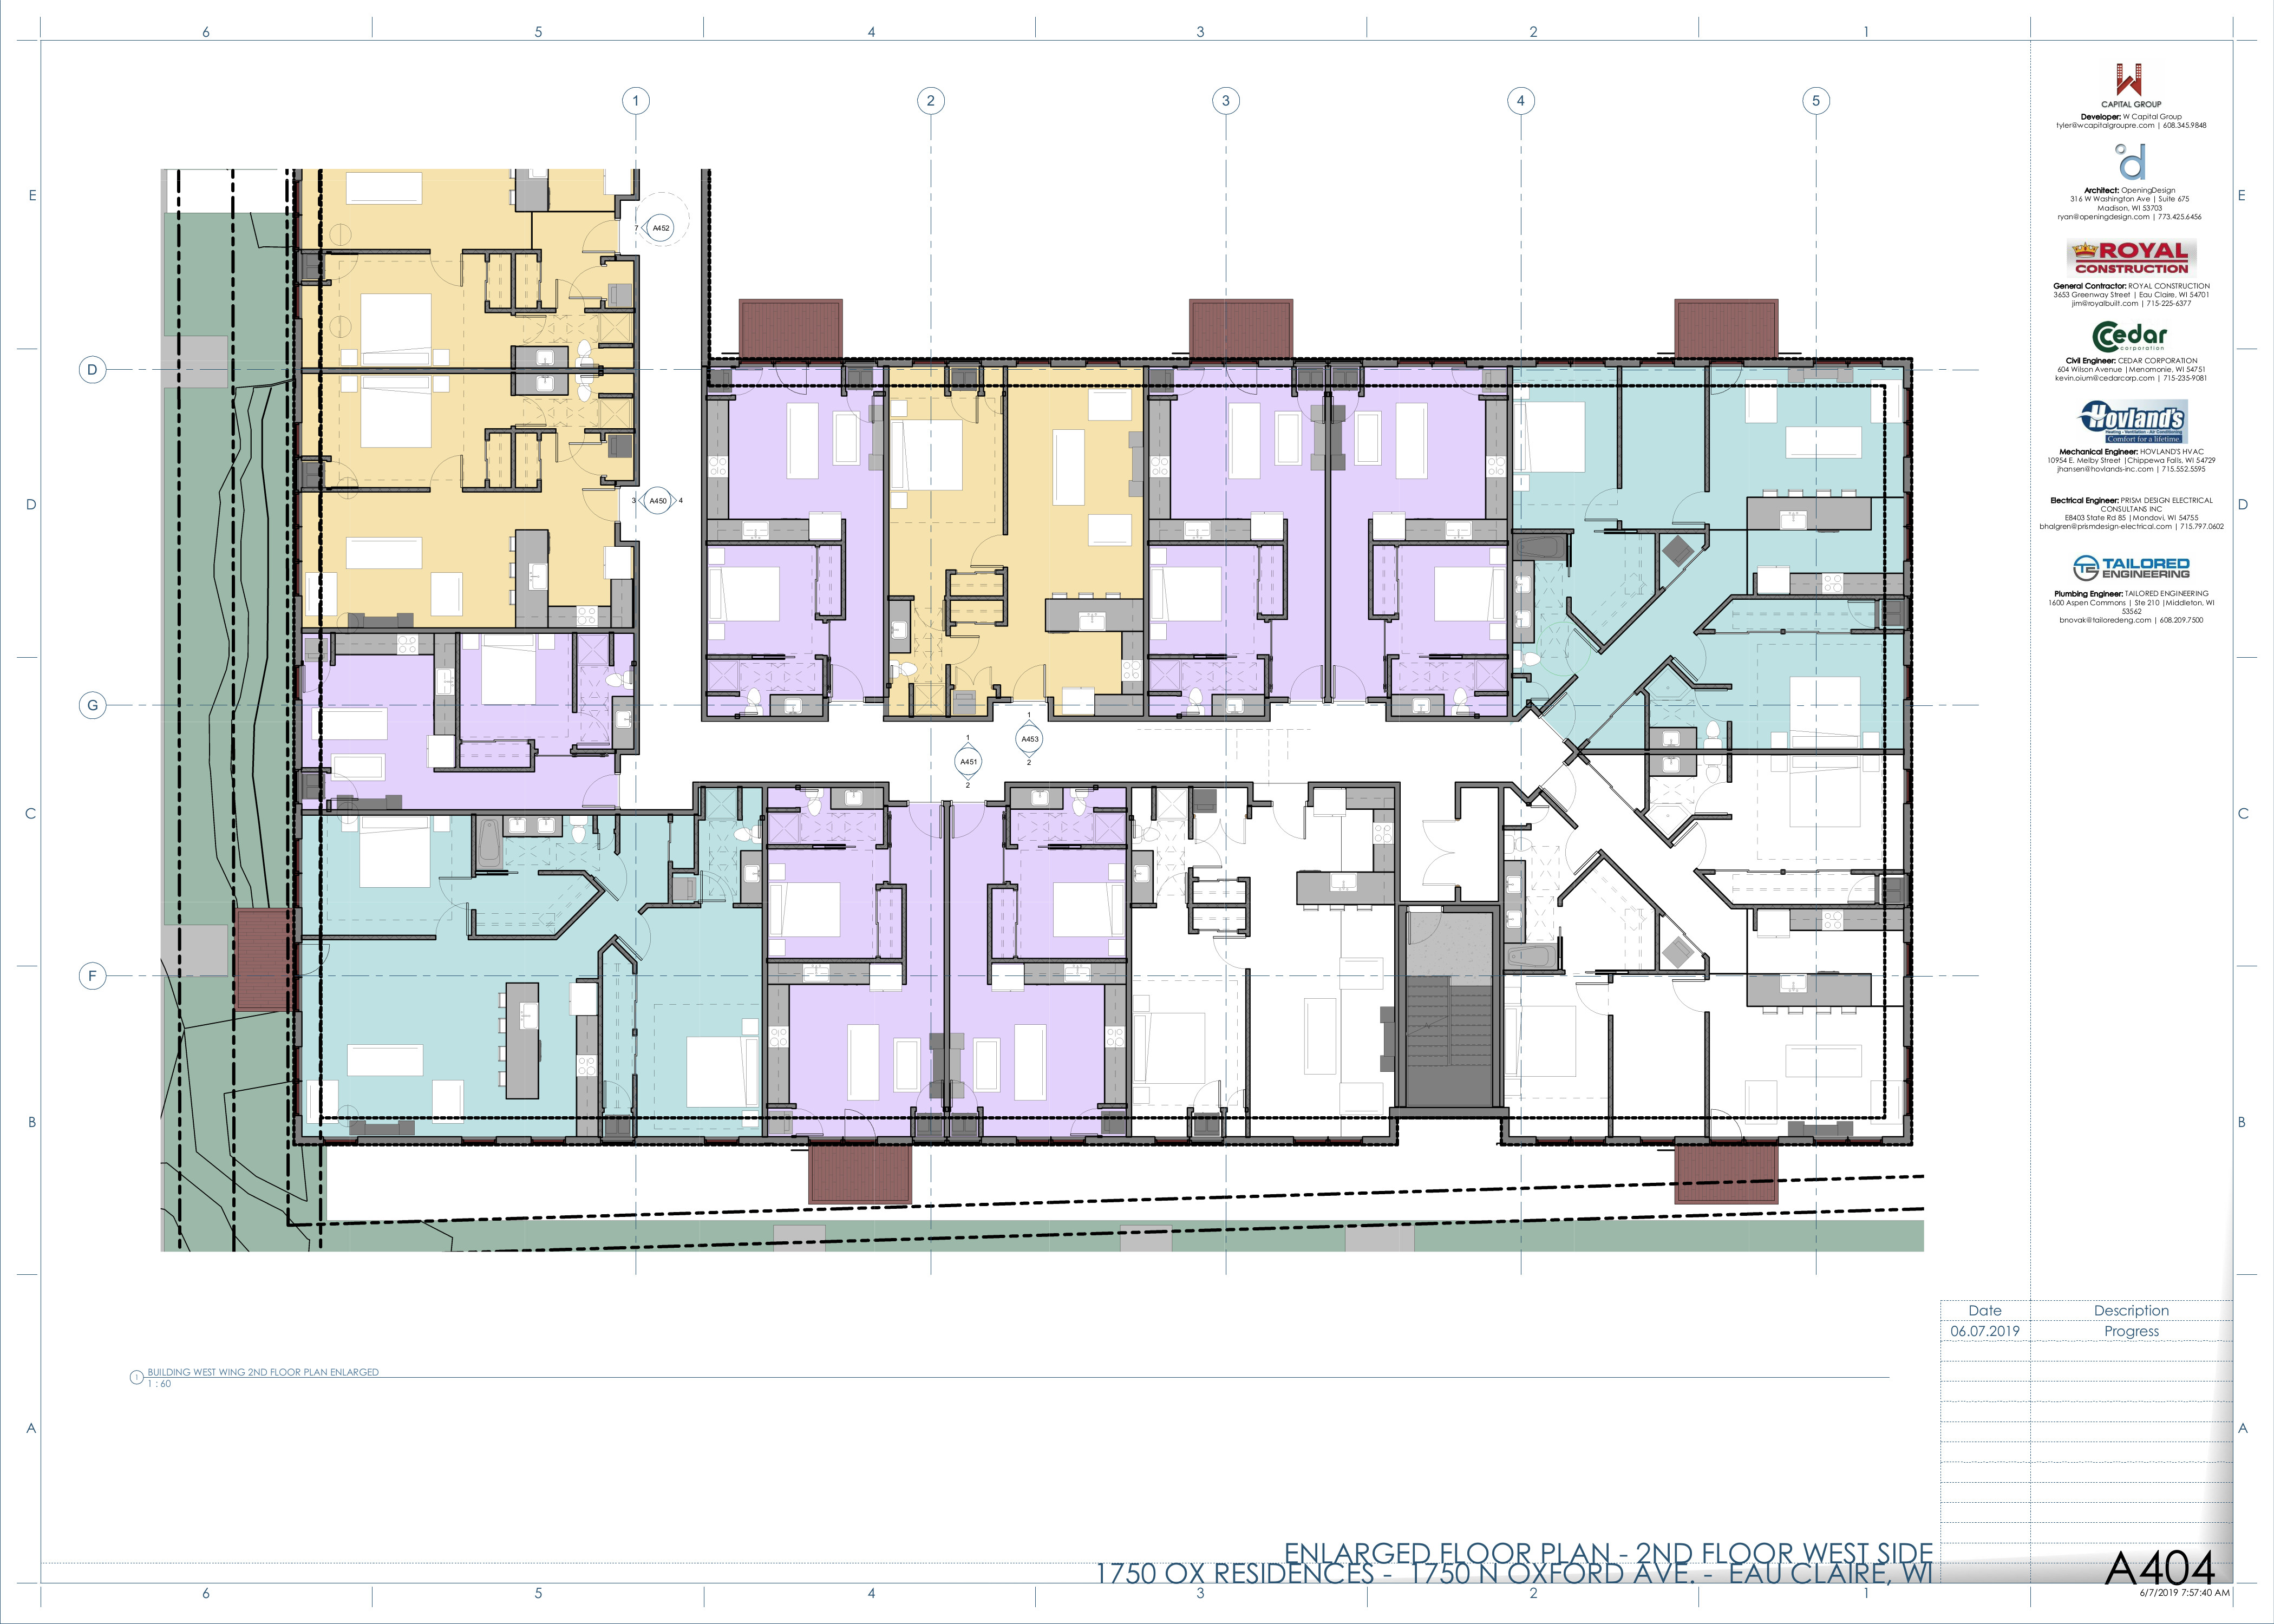 6 5 4 3 2 1
1 2 3 4 5
E E
7 A452
D
3 A450 4
D D
G
1
A453
2
1
A451
2
C C
F
B B
CAPITAL GROUP
Developer: W Capital Group
tyler@wcapitalgroupre.com | 608.345.9848
d
Architect: OpeningDesign
316 W Washington Ave | Suite 675
Madison, WI 53703
ryan@openingdesign.com | 773.425.6456
ROYAL
CONSTRUCTION
General Contractor: ROYAL CONSTRUCTION
3653 Greenway Street | Eau Claire, WI 54701
jim@royalbuilt.com | 715-225-6377
Cedar
corporation
Civil Engineer: CEDAR CORPORATION
604 Wilson Avenue |Menomonie, WI 54751
kevin.oium@cedarcorp.com | 715-235-9081
Hovland's
Heating - Ventilation - Air Conditioning
Comfort for a lifetime.
Mechanical Engineer: HOVLAND'S HVAC
10954 E. Melby Street |Chippewa Falls, WI 54729
jhansen@hovlands-inc.com | 715.552.5595
Electrical Engineer: PRISM DESIGN ELECTRICAL
CONSULTANS INC
E8403 State Rd 85 |Mondovi, WI 54755
bhalgren@prismdesign-electrical.com | 715.797.0602
TE TAILORED
ENGINEERING
Plumbing Engineer: TAILORED ENGINEERING
1600 Aspen Commons | Ste 210 |Middleton, WI
53562
bnovak@tailoredeng.com | 608.209.7500
Date Description
06.07.2019 Progress
1 BUILDING WEST WING 2ND FLOOR PLAN ENLARGED
1 : 60
A A
ENLARGED FLOOR PLAN - 2ND FLOOR WEST SIDE
1750 OX RESIDENCES - 1750 N OXFORD AVE. - EAU CLAIRE, WI
A404
6/7/2019 7:57:40 AM
6 5 4 3 2 1